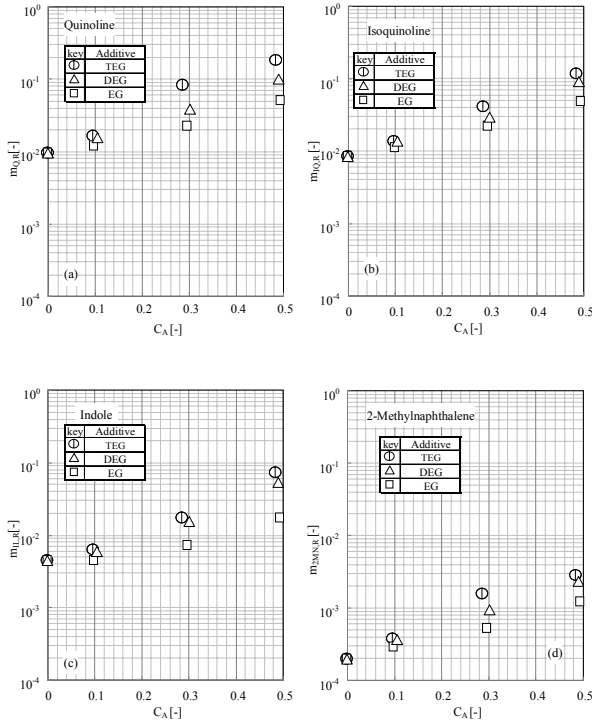 Quinoline
key Additive
TEG
DEG
EG
10⁰
10⁻¹
10⁻²
10⁻³
10⁻⁴
m_Q,R [-]
(a)
0 0.1 0.2 0.3 0.4 0.5
C_A [-]
Isoquinoline
key Additive
TEG
DEG
EG
10⁰
10⁻¹
10⁻²
10⁻³
10⁻⁴
m_IQ,R [-]
(b)
0 0.1 0.2 0.3 0.4 0.5
C_A [-]
Indole
key Additive
TEG
DEG
EG
10⁰
10⁻¹
10⁻²
10⁻³
10⁻⁴
(c)
0 0.1 0.2 0.3 0.4 0.5
C_A [-]
2-Methylnaphthalene
key Additive
TEG
DEG
EG
10⁰
10⁻¹
10⁻²
10⁻³
10⁻⁴
m_2MN,R [-]
(d)
0 0.1 0.2 0.3 0.4 0.5
C_A [-]